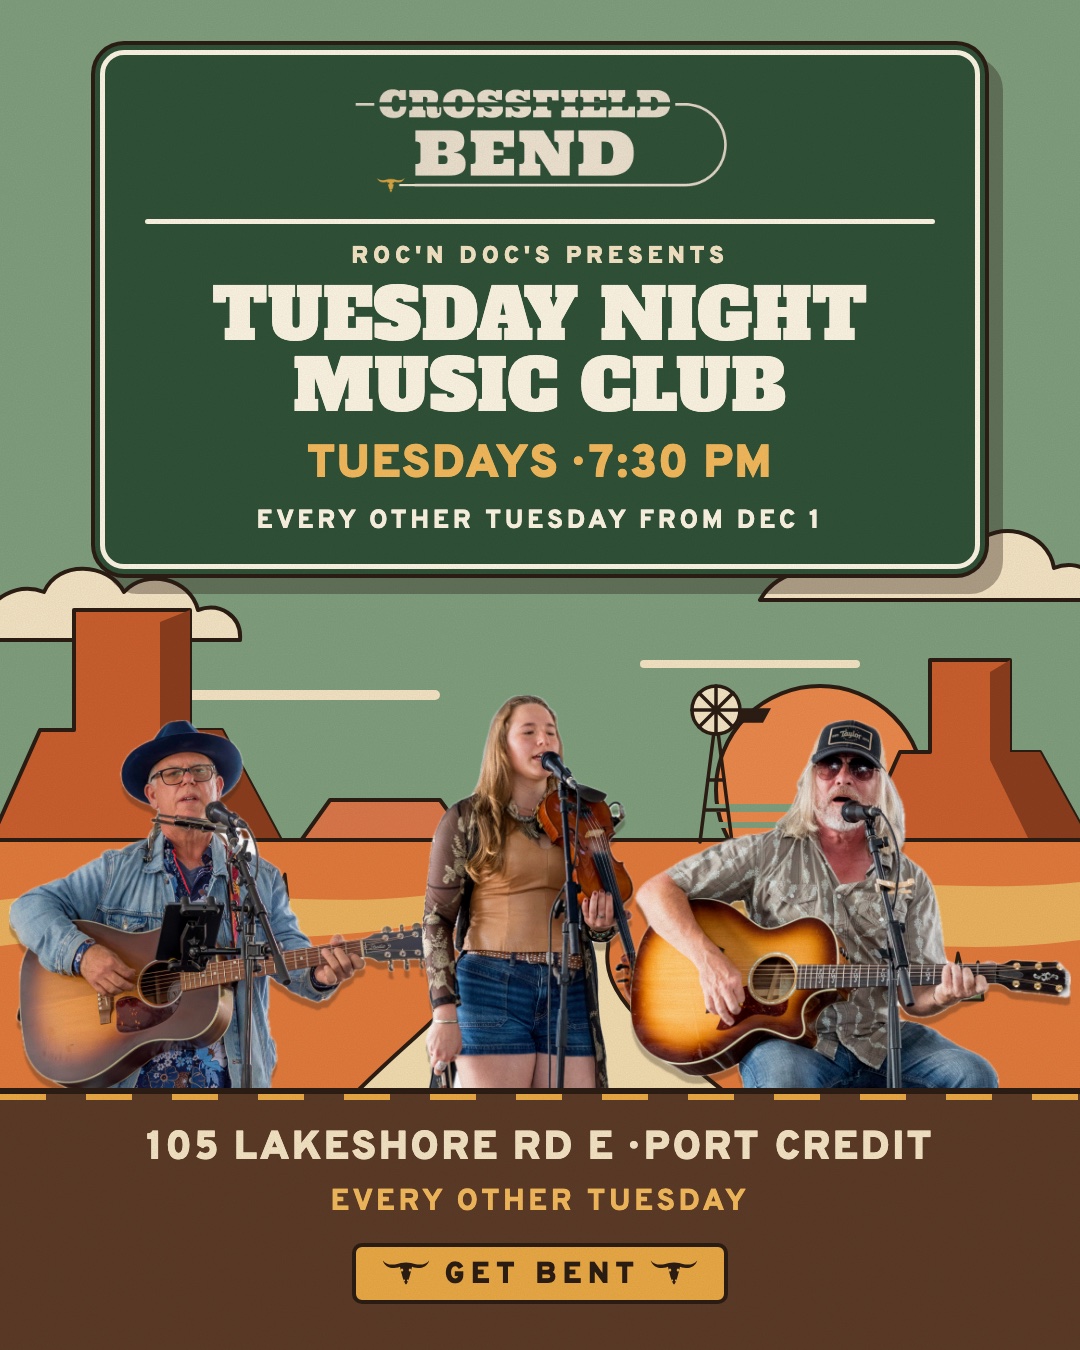 CROSSFIELD
BEND
ROC'N DOC'S PRESENTS
TUESDAY NIGHT
MUSIC CLUB
TUESDAYS ·7:30 PM
EVERY OTHER TUESDAY FROM DEC 1
Taylor
105 LAKESHORE RD E ·PORT CREDIT
EVERY OTHER TUESDAY
GET BENT